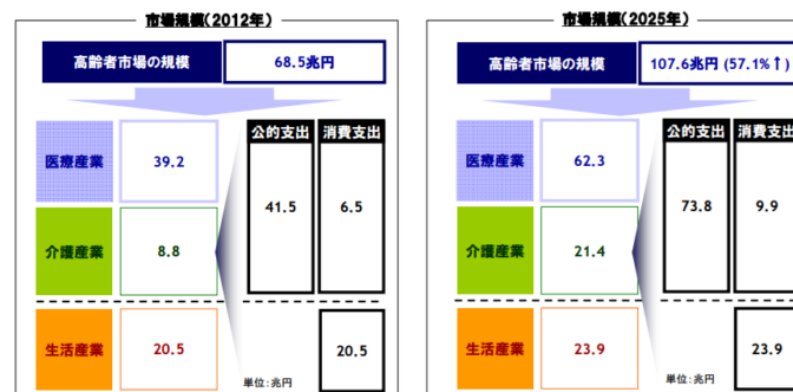 市場規模(2012年)
高齢者市場の規模 68.5兆円
公的支出 消費支出
医療産業 39.2
41.5 6.5
介護産業 8.8
生活産業 20.5 20.5
単位:兆円
市場規模(2025年)
高齢者市場の規模 107.6兆円 (57.1%↑)
公的支出 消費支出
医療産業 62.3
73.8 9.9
介護産業 21.4
生活産業 23.9 23.9
単位:兆円